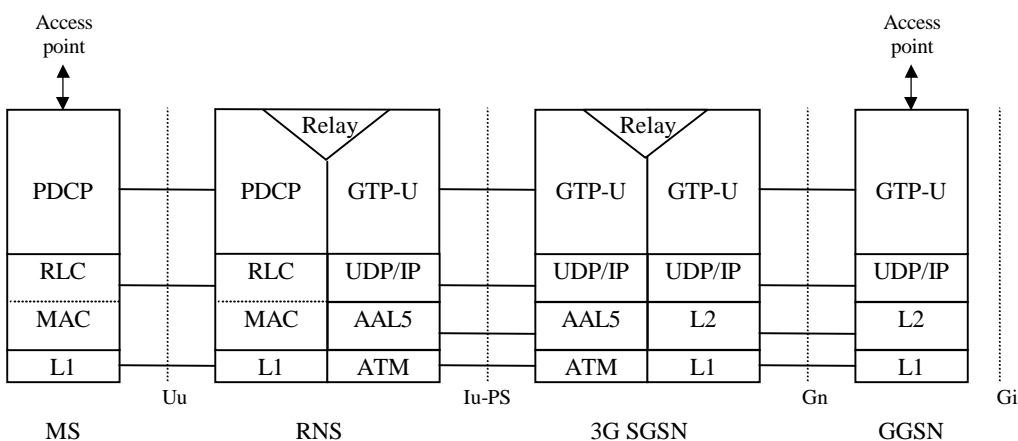 Access
point
Access
point
Relay
Relay
PDCP
PDCP
GTP-U
GTP-U
GTP-U
GTP-U
RLC
RLC
UDP/IP
UDP/IP
UDP/IP
UDP/IP
MAC
MAC
AAL5
AAL5
L2
L2
L1
L1
ATM
ATM
L1
L1
Uu
Iu-PS
Gn
Gi
MS
RNS
3G SGSN
GGSN